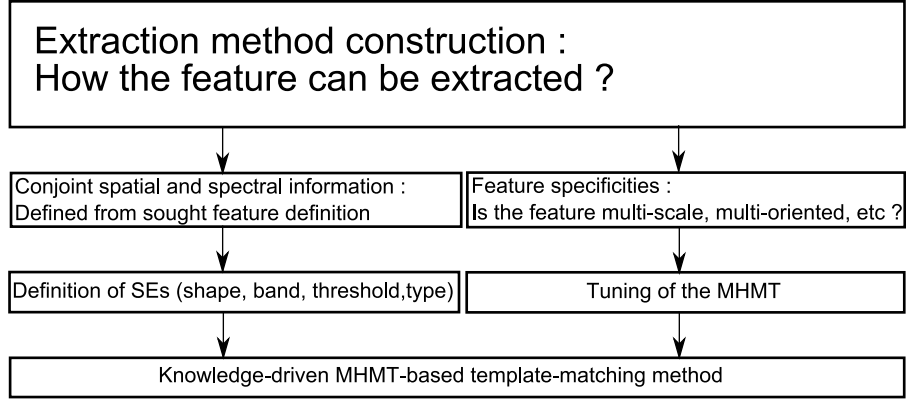 Extraction method construction :
How the feature can be extracted ?
Conjoint spatial and spectral information :
Defined from sought feature definition
Feature specificities :
Is the feature multi-scale, multi-oriented, etc ?
Definition of SEs (shape, band, threshold,type)
Tuning of the MHMT
Knowledge-driven MHMT-based template-matching method